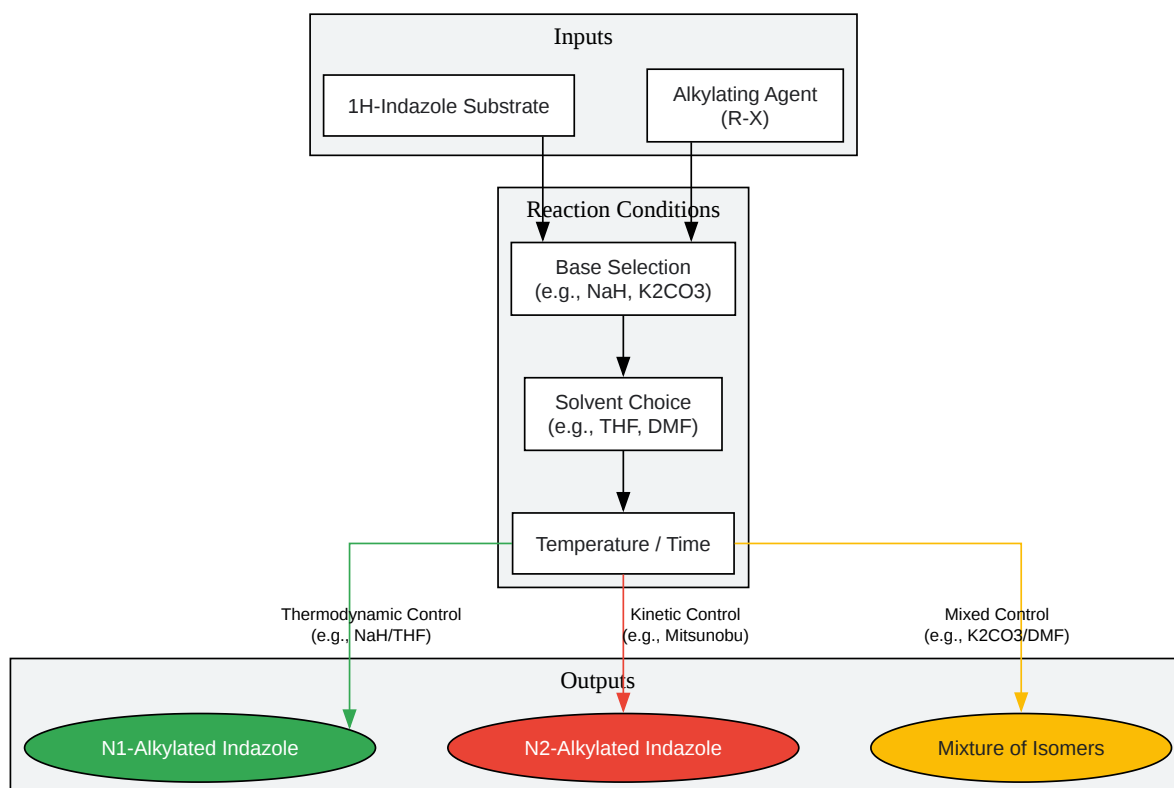 Inputs
1H-Indazole Substrate
Alkylating Agent
(R-X)
Reaction Conditions
Base Selection
(e.g., NaH, K2CO3)
Solvent Choice
(e.g., THF, DMF)
Temperature / Time
Thermodynamic Control
(e.g., NaH/THF)
Kinetic Control
(e.g., Mitsunobu)
Mixed Control
(e.g., K2CO3/DMF)
Outputs
N1-Alkylated Indazole
N2-Alkylated Indazole
Mixture of Isomers